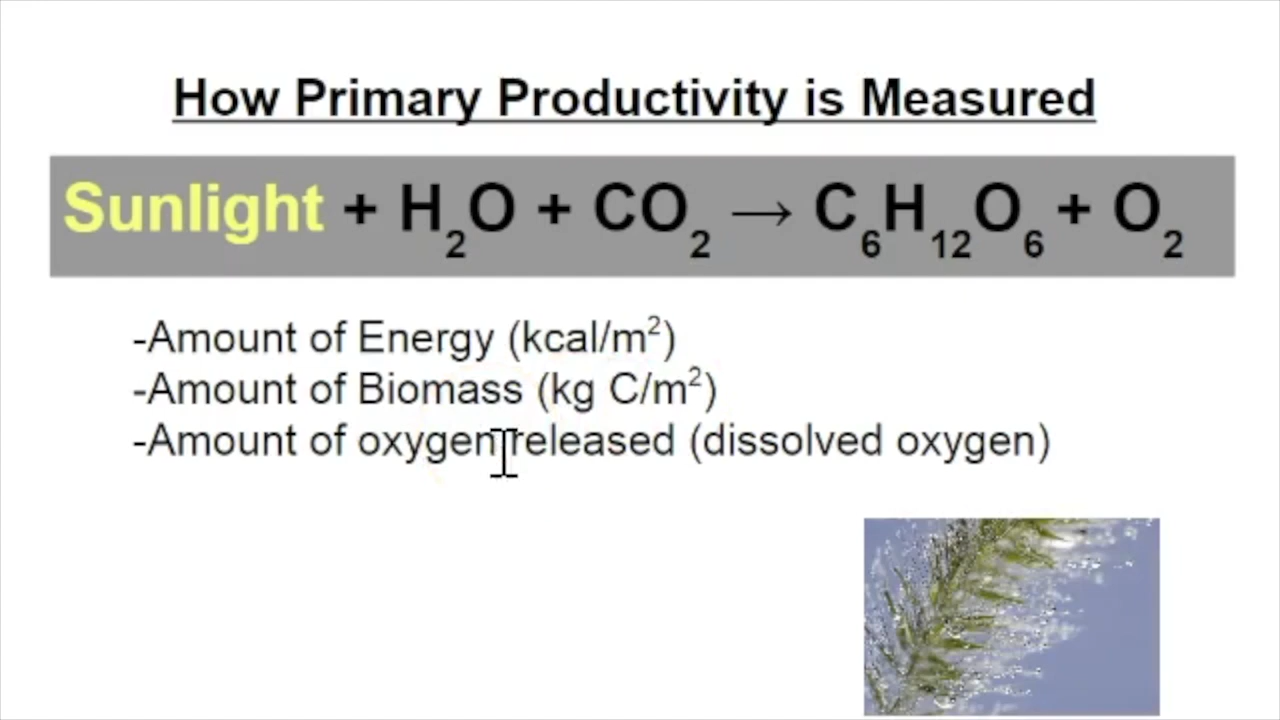 How Primary Productivity is Measured
Sunlight + H₂O + CO₂ → C₆H₁₂O₆ + O₂
-Amount of Energy (kcal/m²)
-Amount of Biomass (kg C/m²)
-Amount of oxygen released (dissolved oxygen)